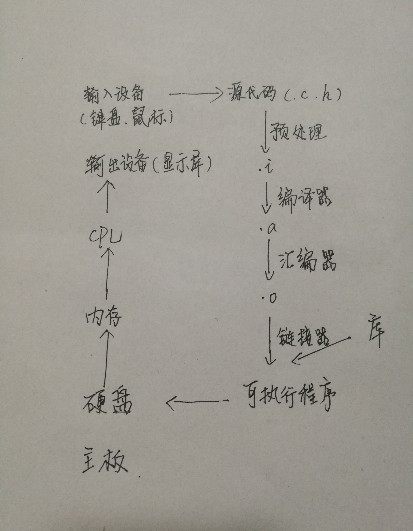 输入设备
(键盘.鼠标)
源代码(.c .h)
预处理
输出设备(显示屏)
.i
编译器
CPU
.a
汇编器
.o
内存
链接器
库
硬盘
可执行程序
主板